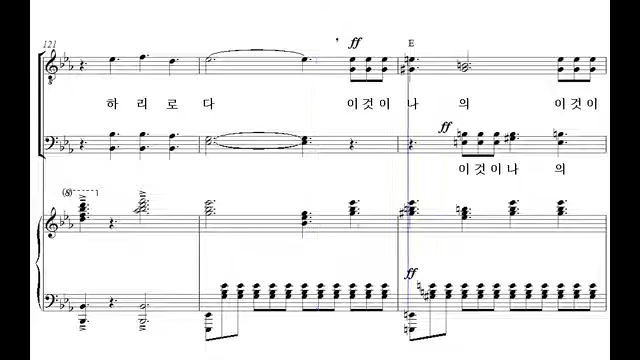 121
ff
E
하 리 로 다 이 것 이 나 의 이 것 이
ff
이 것 이 나 의
(8)
ff